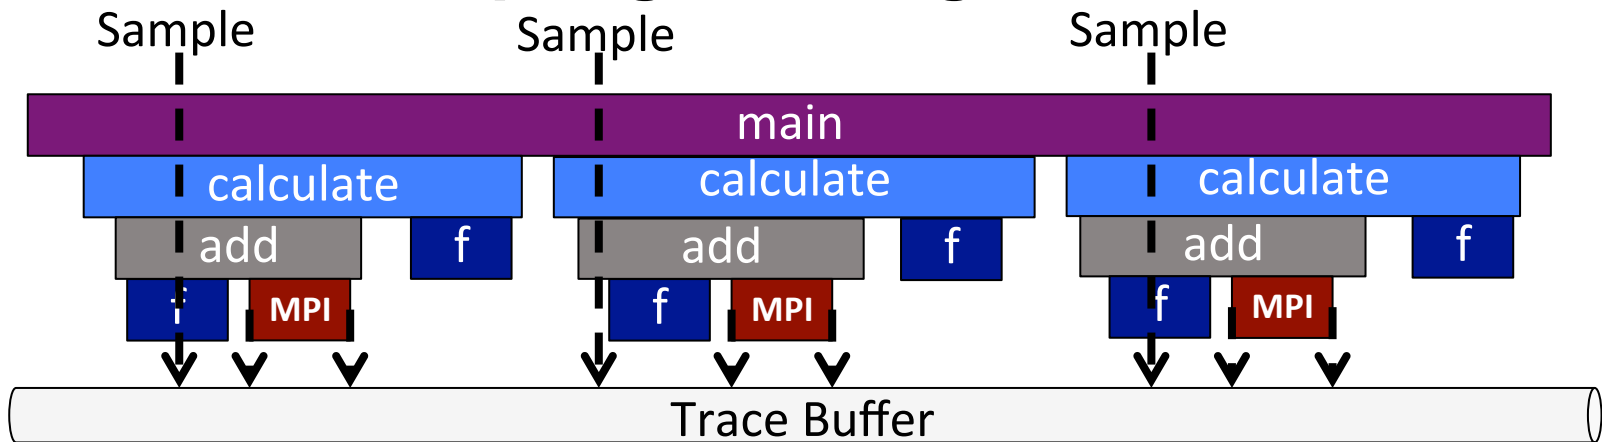 Sample Sample Sample
main
calculate calculate calculate
add f add f add f
f MPI f MPI f MPI
Trace Buffer